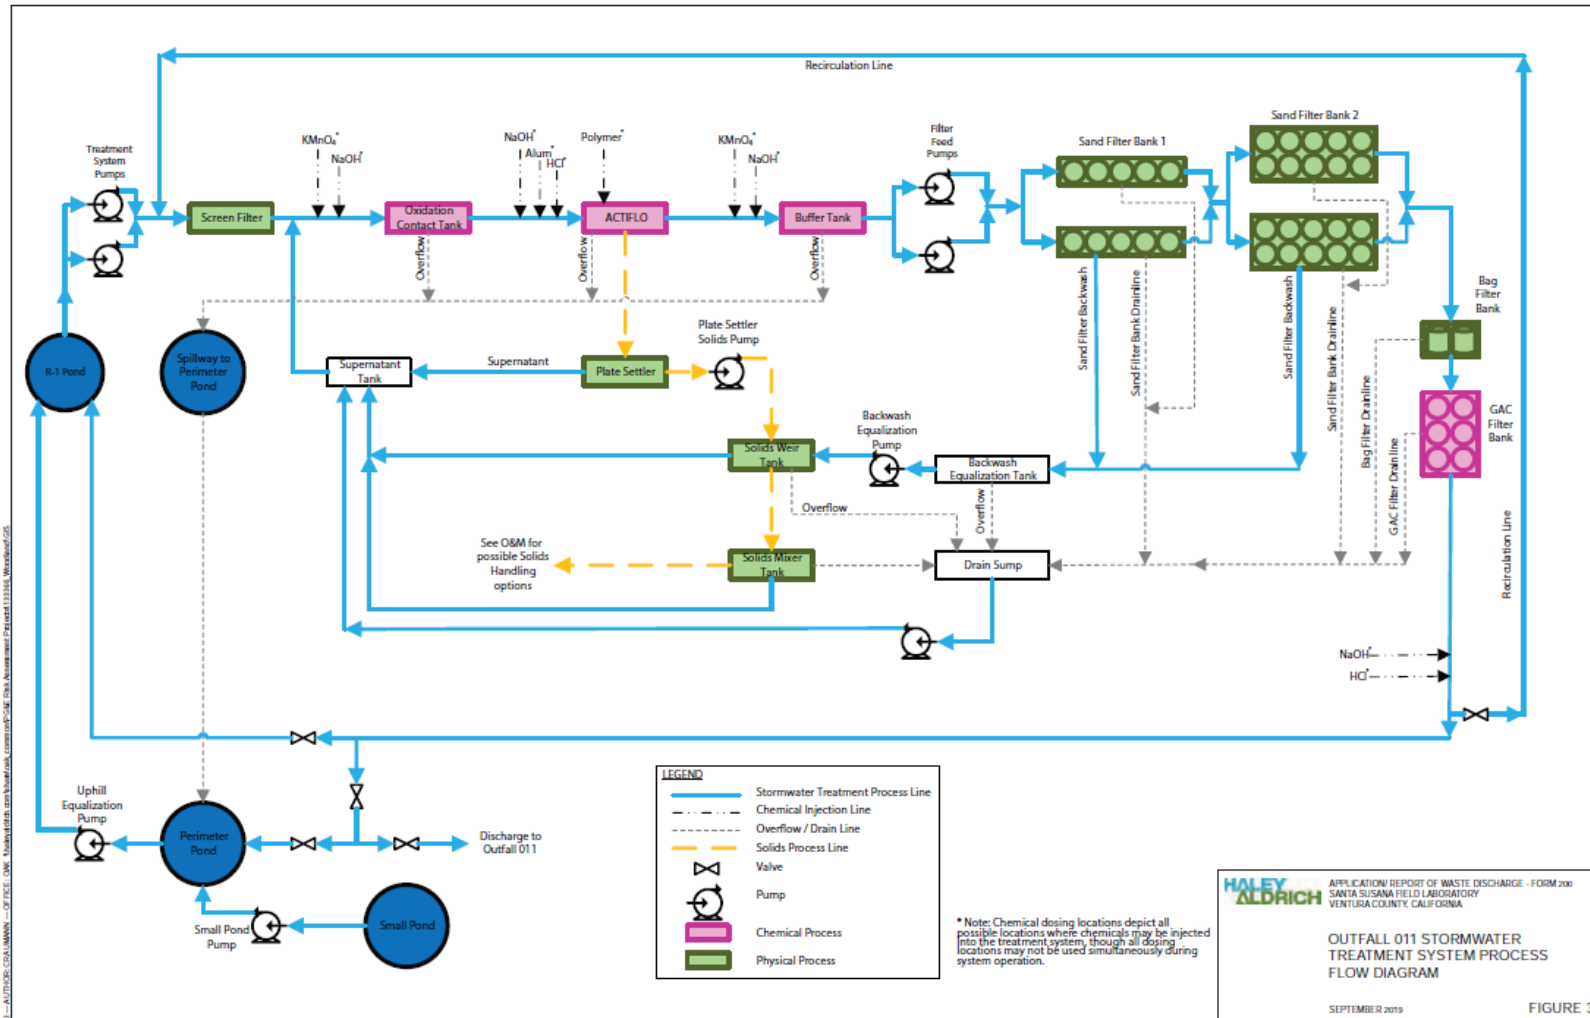 Recirculation Line
KMnO₄*
NaOH*
NaOH*
Alum*
HCl*
Polymer*
KMnO₄*
NaOH*
Treatment
System
Pumps
Filter
Feed
Pumps
Sand Filter Bank 1
Sand Filter Bank 2
Screen Filter
Oxidation
Contact Tank
ACTIFLO
Buffer Tank
Overflow
Overflow
Overflow
Sand Filter Backwash
Sand Filter Bank Drainline
Sand Filter Backwash
Sand Filter Bank Drainline
Bag
Filter
Bank
R-1 Pond
Spillway to
Perimeter
Pond
Supernatant
Tank
Supernatant
Plate Settler
Plate Settler
Solids Pump
GAC
Filter
Bank
Bag Filter Drainline
GAC Filter Drainline
Backwash
Equalization
Pump
Solids Weir
Tank
Backwash
Equalization Tank
Overflow
Overflow
See O&M for
possible Solids
Handling
options
Solids Mixer
Tank
Drain Sump
Recirculation Line
NaOH*
HCl*
Uphill
Equalization
Pump
Perimeter
Pond
Discharge to
Outfall 011
Small Pond
Pump
Small Pond
LEGEND
Stormwater Treatment Process Line
Chemical Injection Line
Overflow / Drain Line
Solids Process Line
Valve
Pump
Chemical Process
Physical Process
* Note: Chemical dosing locations depict all
possible locations where chemicals may be injected
into the treatment system, though all dosing
locations may not be used simultaneously during
system operation.
HALEY
ALDRICH
APPLICATION/ REPORT OF WASTE DISCHARGE - FORM 200
SANTA SUSANA FIELD LABORATORY
VENTURA COUNTY, CALIFORNIA
OUTFALL 011 STORMWATER
TREATMENT SYSTEM PROCESS
FLOW DIAGRAM
SEPTEMBER 2019
FIGURE 3